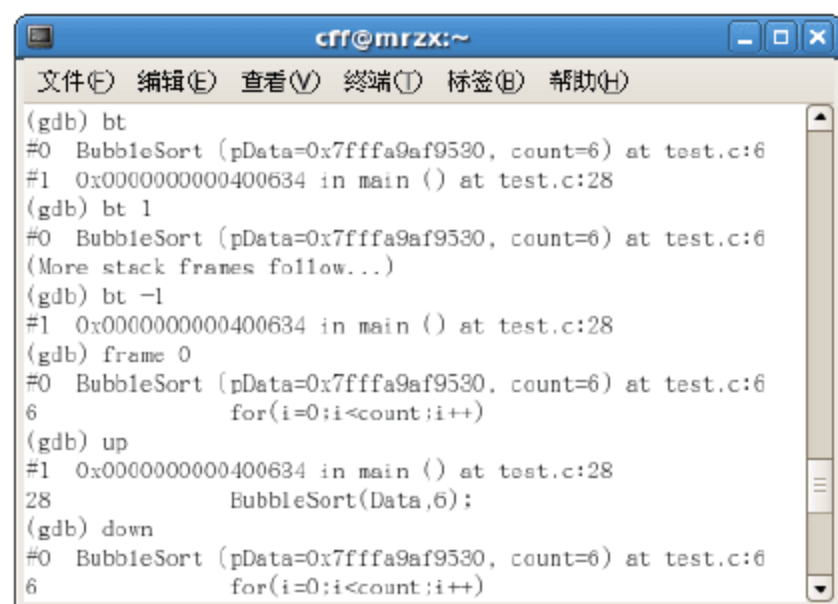 cff@mrzx:~
文件(F) 编辑(E) 查看(V) 终端(T) 标签(B) 帮助(H)
(gdb) bt
#0 BubbleSort (pData=0x7fffa9af9530, count=6) at test.c:6
#1 0x0000000000400634 in main () at test.c:28
(gdb) bt 1
#0 BubbleSort (pData=0x7fffa9af9530, count=6) at test.c:6
(More stack frames follow...)
(gdb) bt -1
#1 0x0000000000400634 in main () at test.c:28
(gdb) frame 0
#0 BubbleSort (pData=0x7fffa9af9530, count=6) at test.c:6
6 for(i=0;i<count;i++)
(gdb) up
#1 0x0000000000400634 in main () at test.c:28
28 BubbleSort(Data,6);
(gdb) down
#0 BubbleSort (pData=0x7fffa9af9530, count=6) at test.c:6
6 for(i=0;i<count;i++)